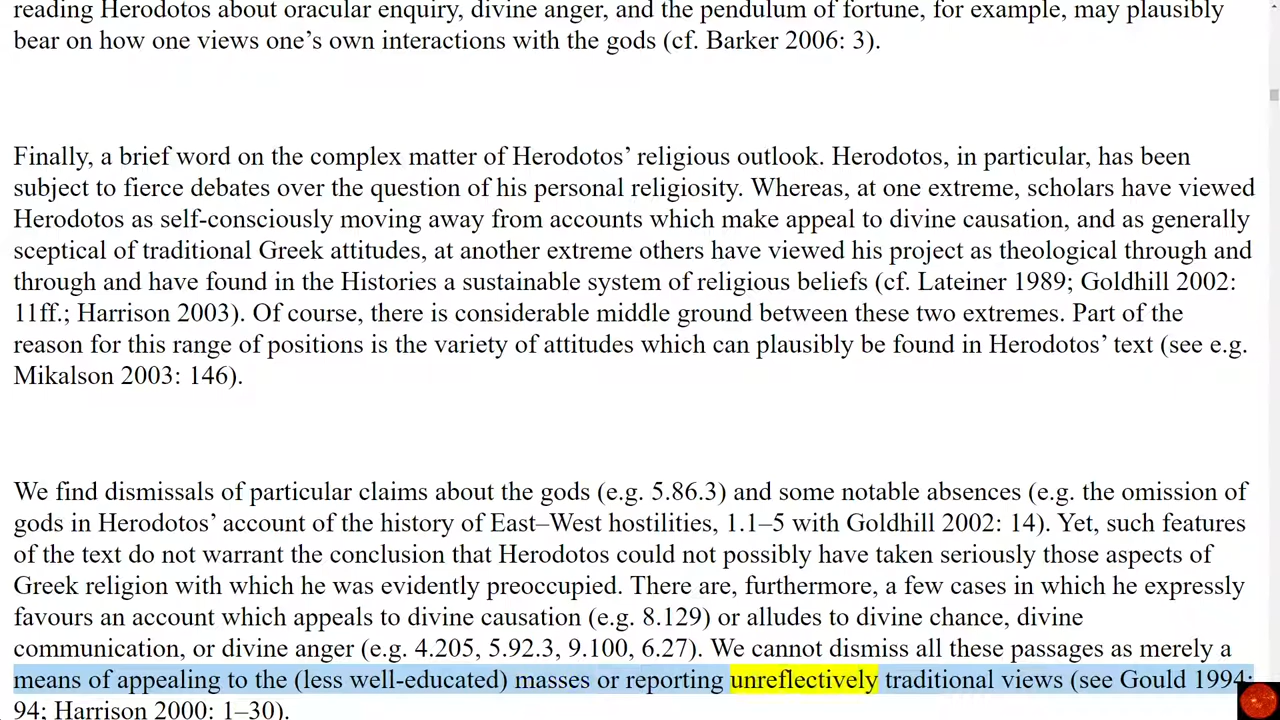 reading Herodotos about oracular enquiry, divine anger, and the pendulum of fortune, for example, may plausibly
bear on how one views one’s own interactions with the gods (cf. Barker 2006: 3).
Finally, a brief word on the complex matter of Herodotos’ religious outlook. Herodotos, in particular, has been
subject to fierce debates over the question of his personal religiosity. Whereas, at one extreme, scholars have viewed
Herodotos as self-consciously moving away from accounts which make appeal to divine causation, and as generally
sceptical of traditional Greek attitudes, at another extreme others have viewed his project as theological through and
through and have found in the Histories a sustainable system of religious beliefs (cf. Lateiner 1989; Goldhill 2002:
11ff.; Harrison 2003). Of course, there is considerable middle ground between these two extremes. Part of the
reason for this range of positions is the variety of attitudes which can plausibly be found in Herodotos’ text (see e.g.
Mikalson 2003: 146).
We find dismissals of particular claims about the gods (e.g. 5.86.3) and some notable absences (e.g. the omission of
gods in Herodotos’ account of the history of East–West hostilities, 1.1–5 with Goldhill 2002: 14). Yet, such features
of the text do not warrant the conclusion that Herodotos could not possibly have taken seriously those aspects of
Greek religion with which he was evidently preoccupied. There are, furthermore, a few cases in which he expressly
favours an account which appeals to divine causation (e.g. 8.129) or alludes to divine chance, divine
communication, or divine anger (e.g. 4.205, 5.92.3, 9.100, 6.27). We cannot dismiss all these passages as merely a
means of appealing to the (less well-educated) masses or reporting unreflectively traditional views (see Gould 1994:
94; Harrison 2000: 1–30).